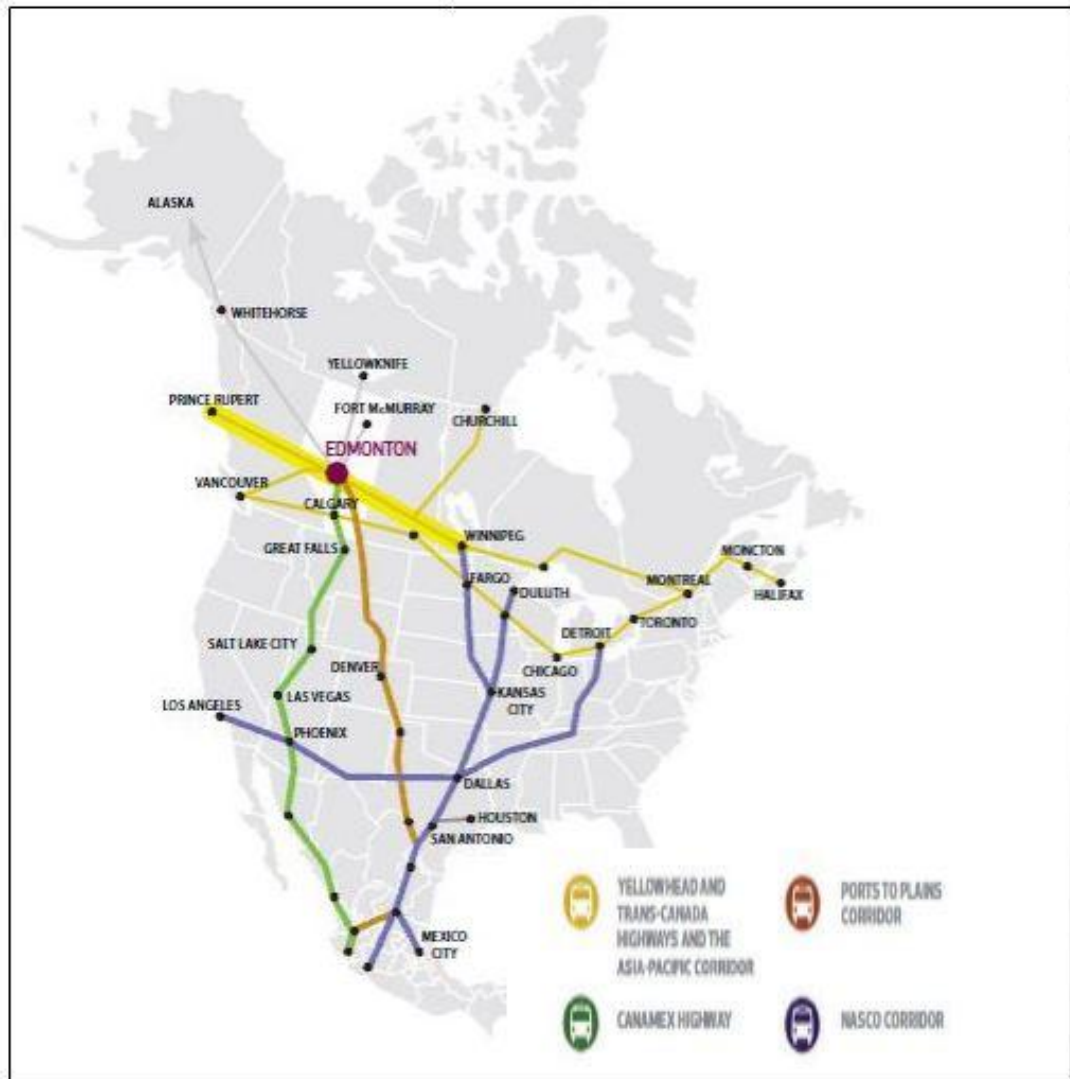 ALASKA
WHITEHORSE
YELLOWKNIFE
PRINCE RUPERT
FORT McMURRAY
CHURCHILL
EDMONTON
VANCOUVER
CALGARY
WINNIPEG
GREAT FALLS
MONCTON
FARGO
MONTREAL
DULUTH
HALIFAX
TORONTO
DETROIT
SALT LAKE CITY
DENVER
CHICAGO
LAS VEGAS
KANSAS
CITY
LOS ANGELES
PHOENIX
DALLAS
HOUSTON
SAN ANTONIO
MEXICO
CITY
YELLOWHEAD AND
TRANS-CANADA
HIGHWAYS AND THE
ASIA-PACIFIC CORRIDOR
PORTS TO PLAINS
CORRIDOR
CANAMEX HIGHWAY
NASCO CORRIDOR